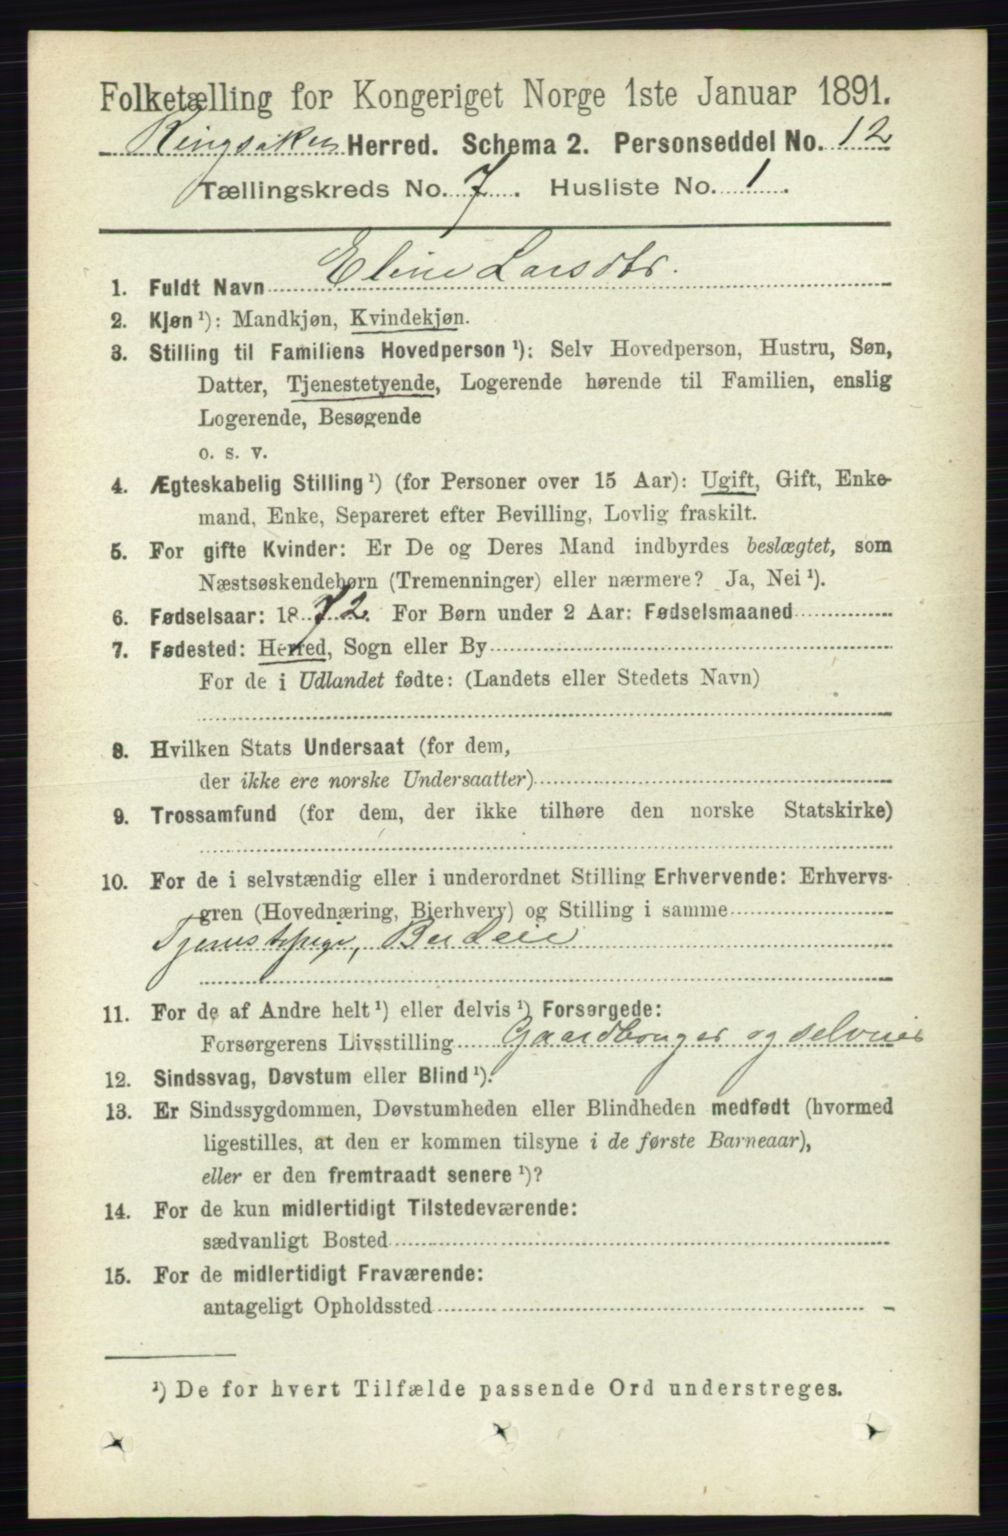 Folketælling for Kongeriget Norge 1ste Januar 1891.
Ringsaker Herred. Schema 2. Personseddel No. 12
Tællingskreds No. 7. Husliste No. 1.
1. Fuldt Navn Eline Larsdtr.
2. Kjøn ¹): Mandkjøn, Kvindekjøn.
3. Stilling til Familiens Hovedperson ¹): Selv Hovedperson, Hustru, Søn,
Datter, Tjenestetyende, Logerende hørende til Familien, enslig
Logerende, Besøgende
o. s. v.
4. Ægteskabelig Stilling ¹) (for Personer over 15 Aar): Ugift, Gift, Enke-
mand, Enke, Separeret efter Bevilling, Lovlig fraskilt.
5. For gifte Kvinder: Er De og Deres Mand indbyrdes beslægtet, som
Næstsøskendebørn (Tremenninger) eller nærmere? Ja, Nei ¹).
6. Fødselsaar: 1872. For Børn under 2 Aar: Fødselsmaaned
7. Fødested: Herred, Sogn eller By
For de i Udlandet fødte: (Landets eller Stedets Navn)
8. Hvilken Stats Undersaat (for dem,
der ikke ere norske Undersaatter)
9. Trossamfund (for dem, der ikke tilhøre den norske Statskirke)
10. For de i selvstændig eller i underordnet Stilling Erhvervende: Erhvervs-
gren (Hovednæring, Bierhverv) og Stilling i samme
Tjenestepige, Budeie
11. For de af Andre helt ¹) eller delvis ¹) Forsørgede:
Forsørgerens Livsstilling Gaardbruger og selveier
12. Sindssvag, Døvstum eller Blind ¹).
13. Er Sindssygdommen, Døvstumheden eller Blindheden medfødt (hvormed
ligestilles, at den er kommen tilsyne i de første Barneaar),
eller er den fremtraadt senere ¹)?
14. For de kun midlertidigt Tilstedeværende:
sædvanligt Bosted
15. For de midlertidigt Fraværende:
antageligt Opholdssted
¹) De for hvert Tilfælde passende Ord understreges.